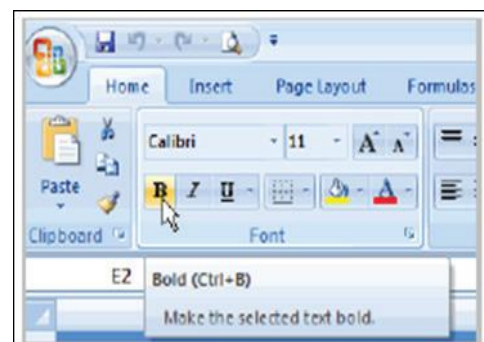 Home Insert Page Layout Formulas
Calibri 11 A A
Paste B I U A
Clipboard Font
E2 Bold (Ctrl+B)
Make the selected text bold.